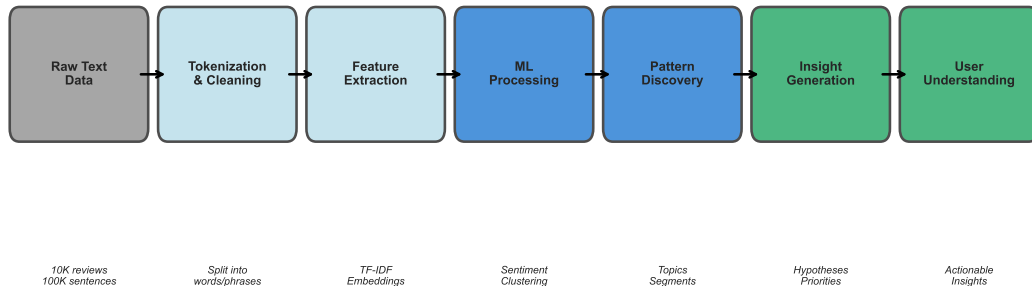 Raw Text
Data
Tokenization
& Cleaning
Feature
Extraction
ML
Processing
Pattern
Discovery
Insight
Generation
User
Understanding
10K reviews
100K sentences
Split into
words/phrases
TF-IDF
Embeddings
Sentiment
Clustering
Topics
Segments
Hypotheses
Priorities
Actionable
Insights